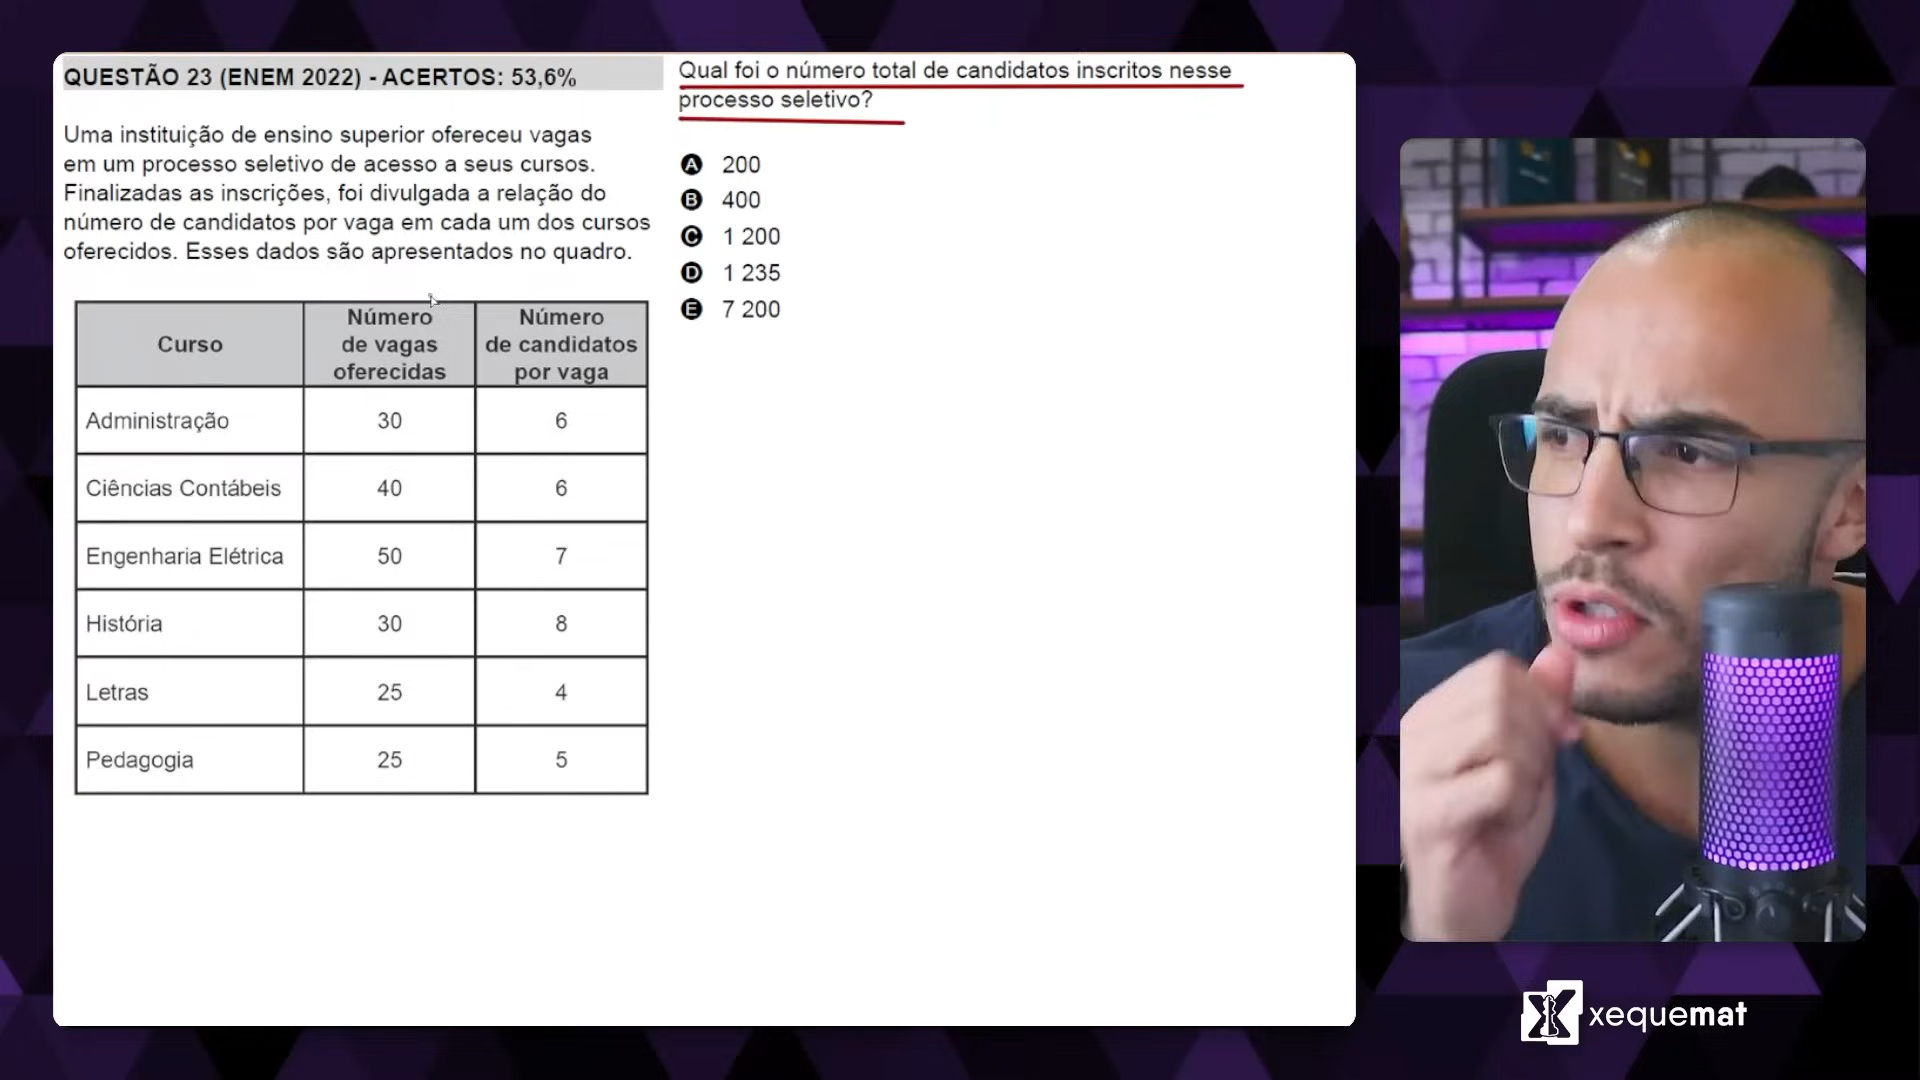 QUESTÃO 23 (ENEM 2022) - ACERTOS: 53,6%
Uma instituição de ensino superior ofereceu vagas
em um processo seletivo de acesso a seus cursos.
Finalizadas as inscrições, foi divulgada a relação do
número de candidatos por vaga em cada um dos cursos
oferecidos. Esses dados são apresentados no quadro.
Curso
Número
de vagas
oferecidas
Número
de candidatos
por vaga
Administração 30 6
Ciências Contábeis 40 6
Engenharia Elétrica 50 7
História 30 8
Letras 25 4
Pedagogia 25 5
Qual foi o número total de candidatos inscritos nesse
processo seletivo?
A 200
B 400
C 1 200
D 1 235
E 7 200
xequemat